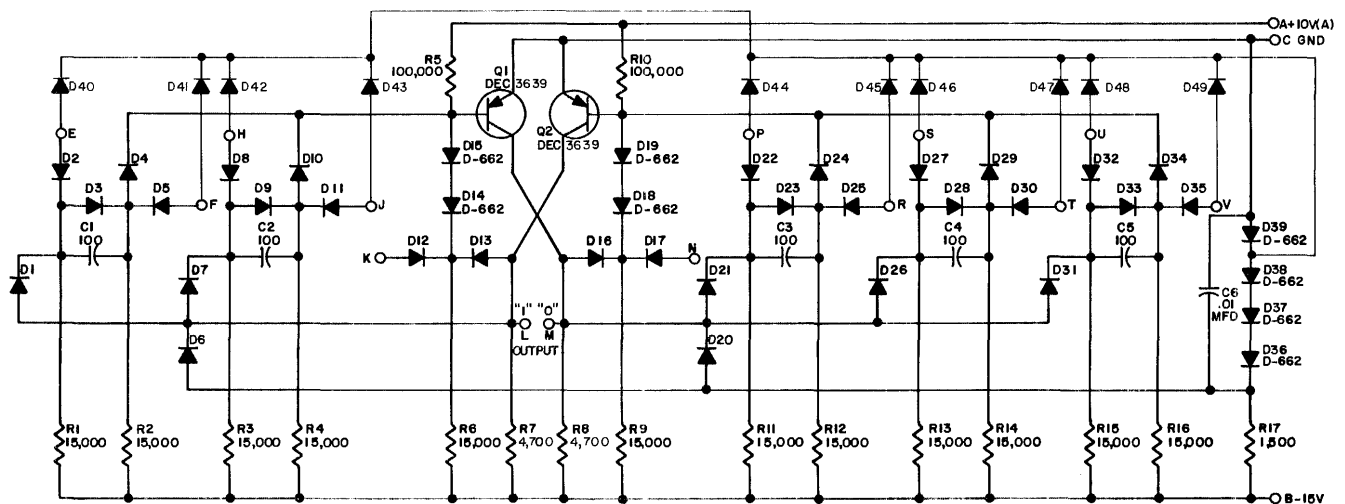 A+10V(A)
C GND
R5
100,000
Q1
DEC 3639
R10
100,000
Q2
DEC 3639
D40
D41
D42
D43
D44
D45
D46
D47
D48
D49
E
H
P
S
U
D2
D4
D8
D10
D15
D-662
D19
D-662
D22
D24
D27
D29
D32
D34
D3
D5
F
D9
D11
J
D14
D-662
D18
D-662
D23
D25
R
D28
D30
T
D33
D35
V
D39
D-662
C1
100
C2
100
C3
100
C4
100
C5
100
K
D12
D13
D16
D17
N
D1
D7
D21
D26
D31
C6
.01
MFD
D38
D-662
D37
D-662
D36
D-662
"1" "0"
L M
OUTPUT
D6
D20
R1
15,000
R2
15,000
R3
15,000
R4
15,000
R6
15,000
R7
4,700
R8
4,700
R9
15,000
R11
15,000
R12
15,000
R13
15,000
R14
15,000
R15
15,000
R16
15,000
R17
1,500
B-15V